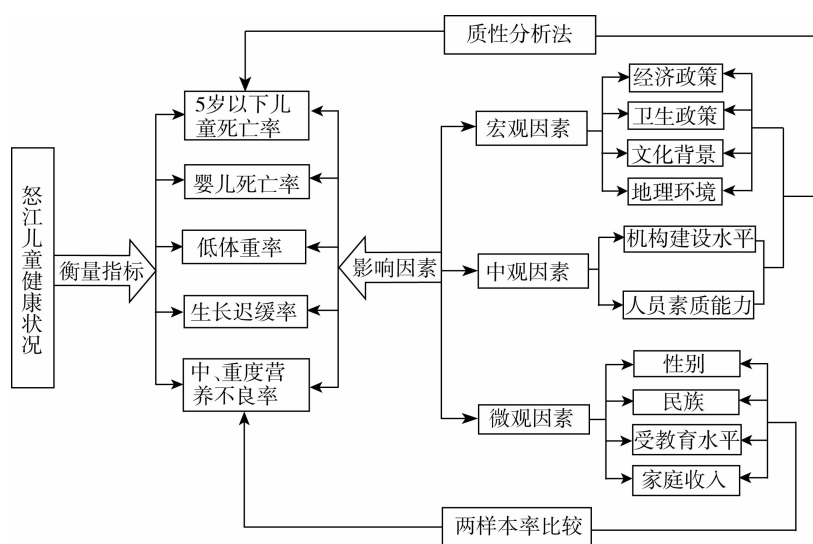 质性分析法
5岁以下儿
童死亡率
婴儿死亡率
低体重率
生长迟缓率
中、重度营
养不良率
怒江儿童健康状况
衡量指标
影响因素
宏观因素
经济政策
卫生政策
文化背景
地理环境
中观因素
机构建设水平
人员素质能力
微观因素
性别
民族
受教育水平
家庭收入
两样本率比较